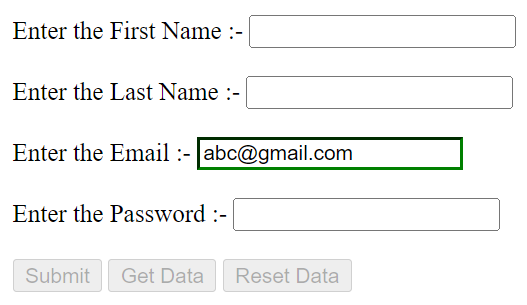 Enter the First Name :-
Enter the Last Name :-
Enter the Email :- abc@gmail.com
Enter the Password :-
Submit Get Data Reset Data